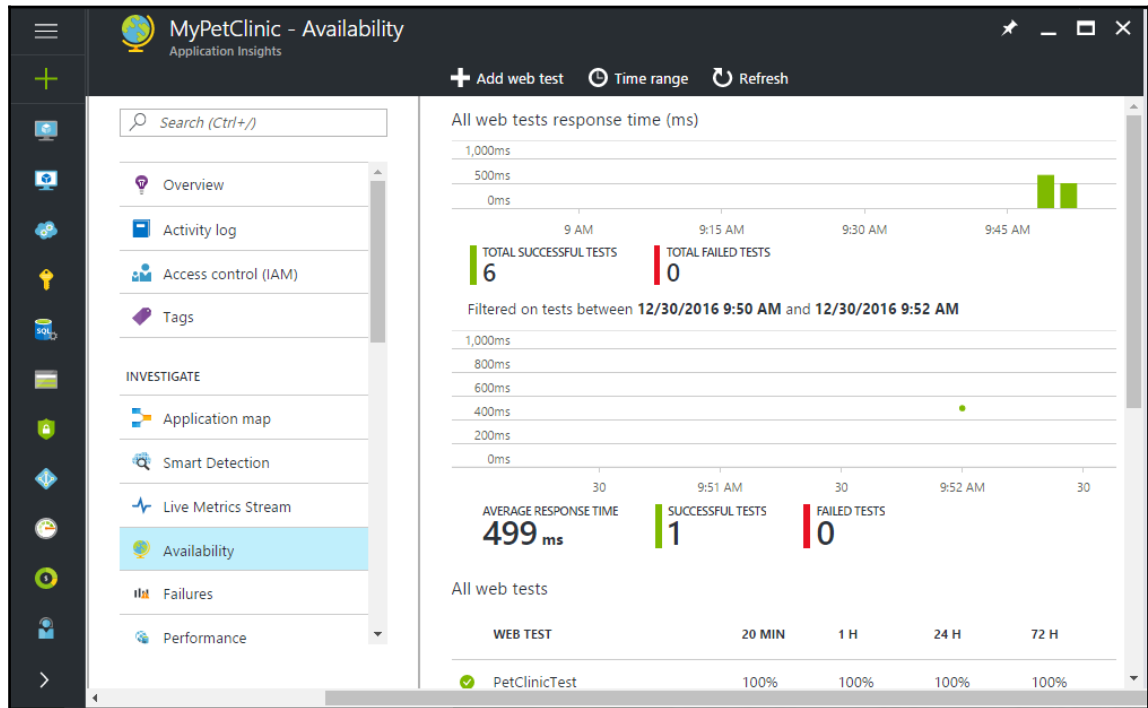 MyPetClinic - Availability
Application Insights
Add web test Time range Refresh
Search (Ctrl+/)
Overview
Activity log
Access control (IAM)
Tags
INVESTIGATE
Application map
Smart Detection
Live Metrics Stream
Availability
Failures
Performance
All web tests response time (ms)
1,000ms
500ms
0ms
9 AM 9:15 AM 9:30 AM 9:45 AM
TOTAL SUCCESSFUL TESTS TOTAL FAILED TESTS
6 0
Filtered on tests between 12/30/2016 9:50 AM and 12/30/2016 9:52 AM
1,000ms
800ms
600ms
400ms
200ms
0ms
30 9:51 AM 30 9:52 AM 30
AVERAGE RESPONSE TIME SUCCESSFUL TESTS FAILED TESTS
499 ms 1 0
All web tests
WEB TEST 20 MIN 1 H 24 H 72 H
PetClinicTest 100% 100% 100% 100%